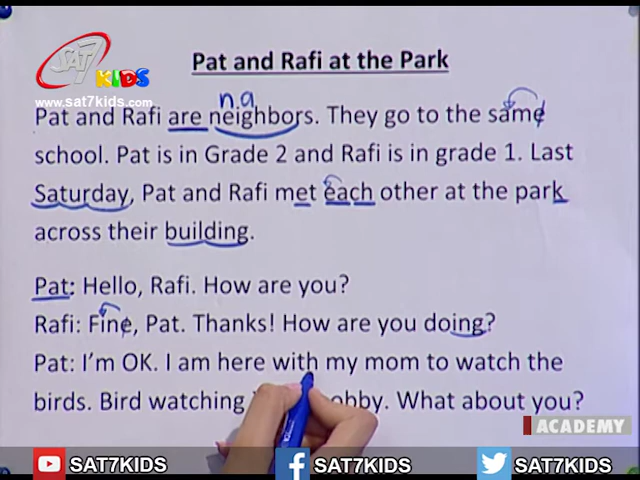 SAT7
KIDS
www.sat7kids.com
Pat and Rafi at the Park
n a
Pat and Rafi are neighbors. They go to the same
school. Pat is in Grade 2 and Rafi is in grade 1. Last
Saturday, Pat and Rafi met each other at the park
across their building.
Pat: Hello, Rafi. How are you?
Rafi: Fine, Pat. Thanks! How are you doing?
Pat: I'm OK. I am here with my mom to watch the
birds. Bird watching hobby. What about you?
ACADEMY
SAT7KIDS SAT7KIDS SAT7KIDS